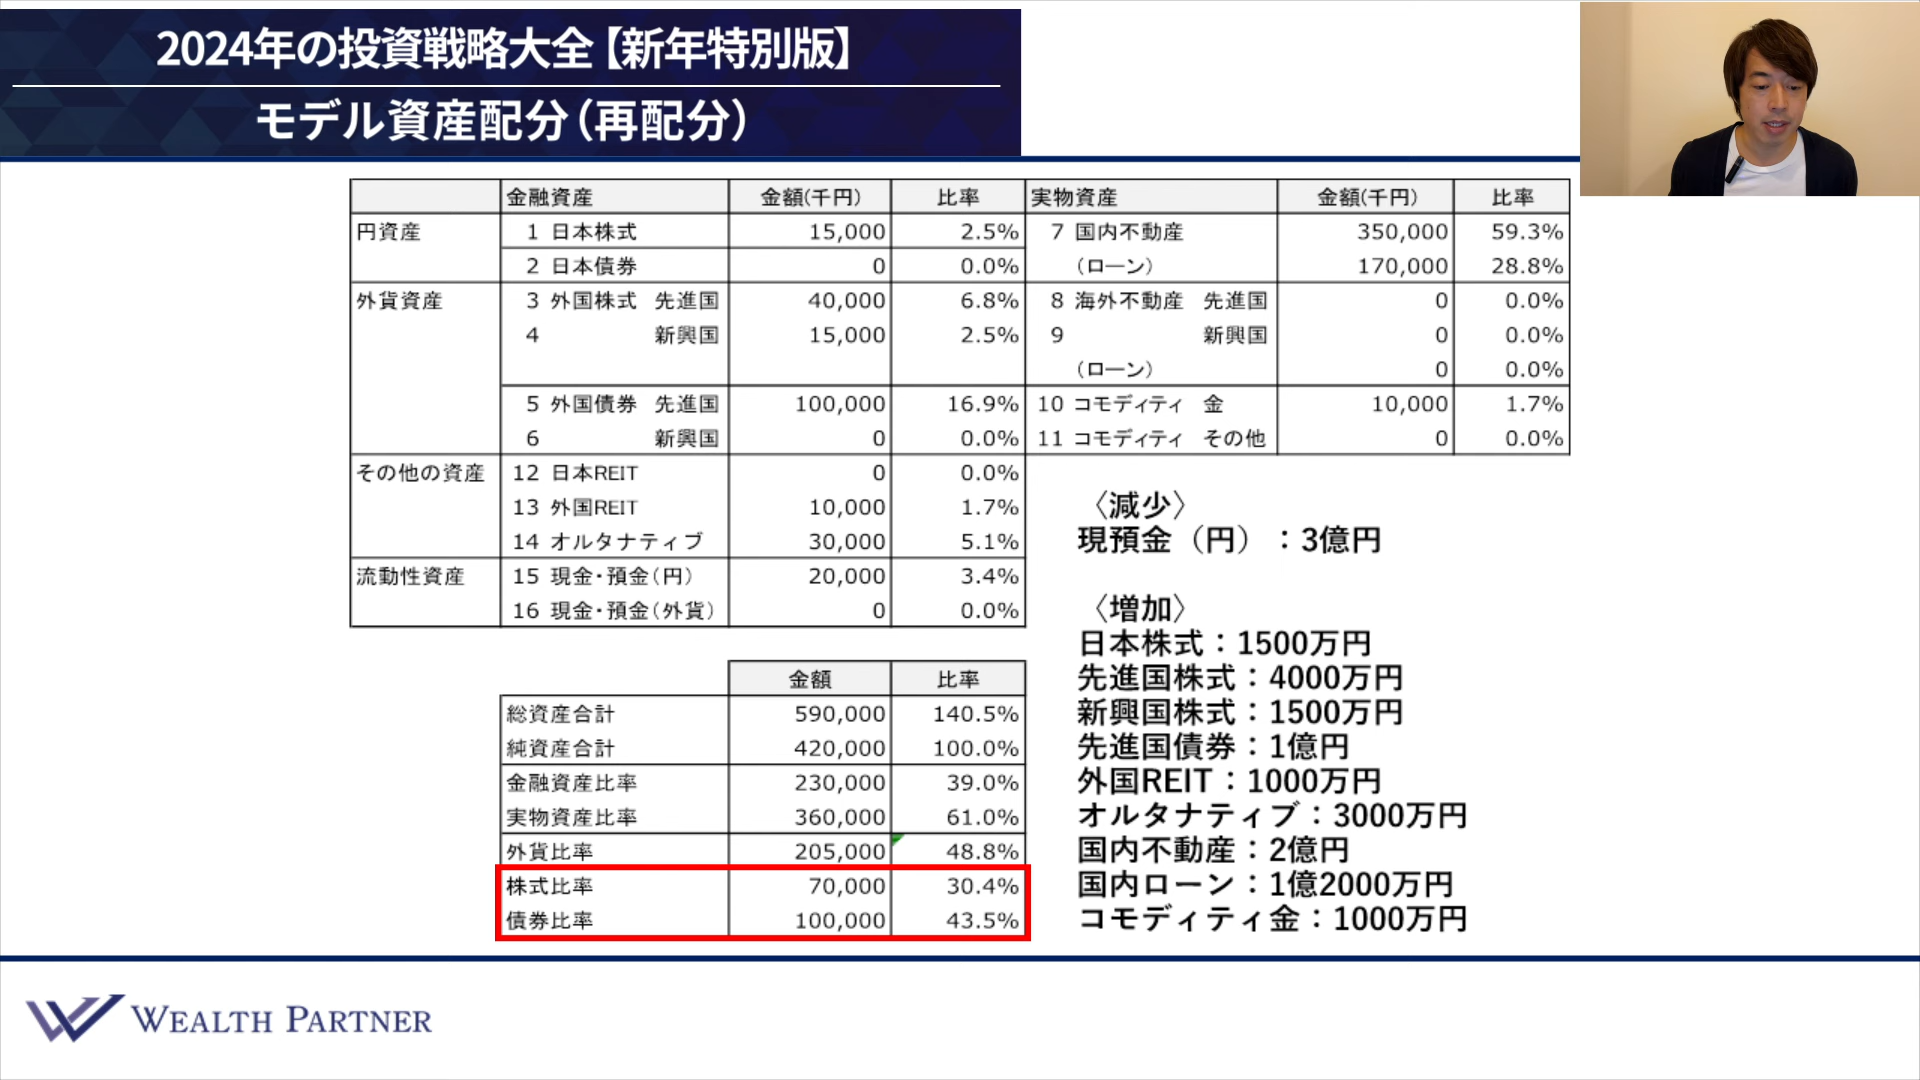 2024年の投資戦略大全【新年特別版】
モデル資産配分（再配分）
金融資産 金額(千円) 比率 実物資産 金額(千円) 比率
円資産 1 日本株式 15,000 2.5% 7 国内不動産 350,000 59.3%
2 日本債券 0 0.0% （ローン） 170,000 28.8%
外貨資産 3 外国株式 先進国 40,000 6.8% 8 海外不動産 先進国 0 0.0%
4 新興国 15,000 2.5% 9 新興国 0 0.0%
（ローン） 0 0.0%
5 外国債券 先進国 100,000 16.9% 10 コモディティ 金 10,000 1.7%
6 新興国 0 0.0% 11 コモディティ その他 0 0.0%
その他の資産 12 日本REIT 0 0.0%
13 外国REIT 10,000 1.7%
14 オルタナティブ 30,000 5.1%
流動性資産 15 現金・預金（円） 20,000 3.4%
16 現金・預金（外貨） 0 0.0%
金額 比率
総資産合計 590,000 140.5%
純資産合計 420,000 100.0%
金融資産比率 230,000 39.0%
実物資産比率 360,000 61.0%
外貨比率 205,000 48.8%
株式比率 70,000 30.4%
債券比率 100,000 43.5%
〈減少〉
現預金（円）：3億円
〈増加〉
日本株式：1500万円
先進国株式：4000万円
新興国株式：1500万円
先進国債券：1億円
外国REIT：1000万円
オルタナティブ：3000万円
国内不動産：2億円
国内ローン：1億2000万円
コモディティ金：1000万円
WEALTH PARTNER